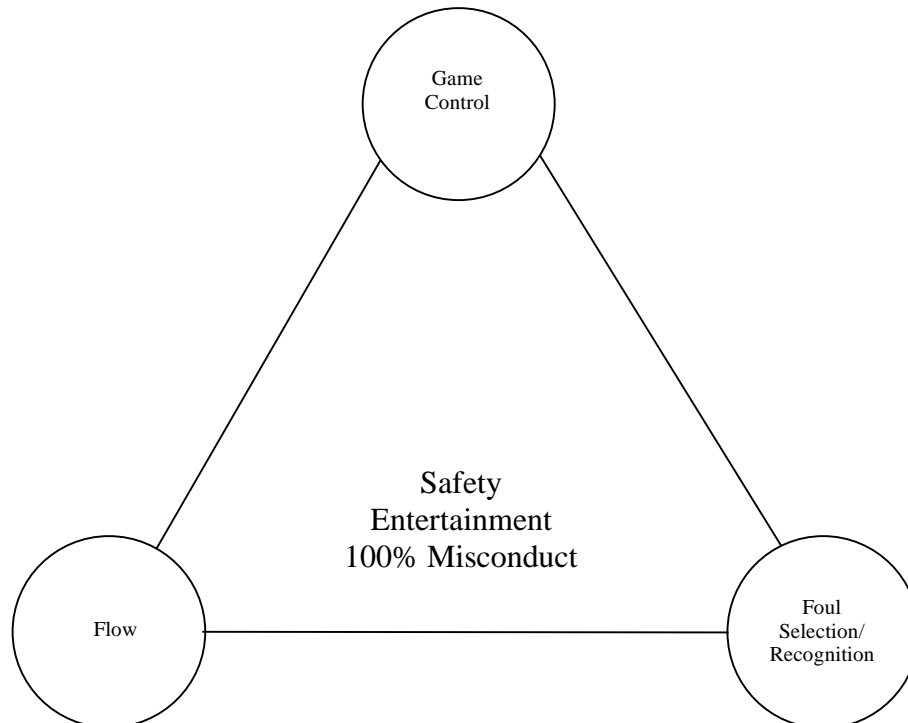 Game
Control
Safety
Entertainment
100% Misconduct
Flow
Foul
Selection/
Recognition